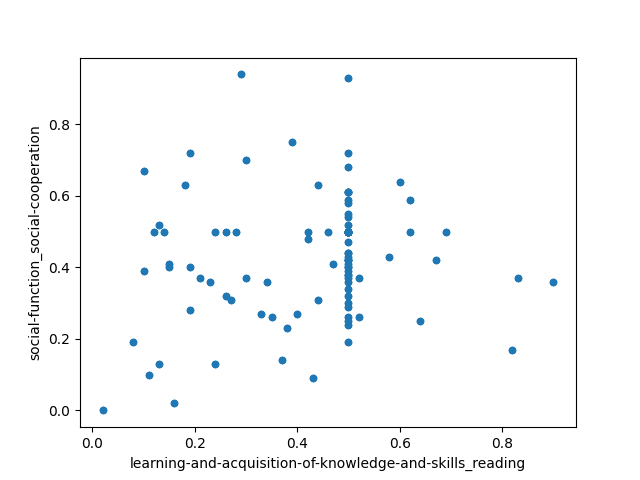 0.8
0.6
0.4
0.2
0.0
social-function_social-cooperation
0.0 0.2 0.4 0.6 0.8
learning-and-acquisition-of-knowledge-and-skills_reading